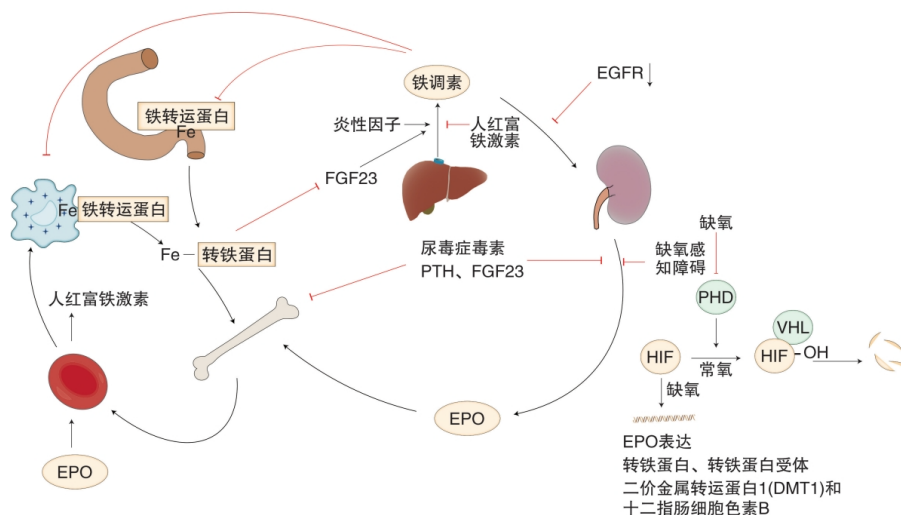 铁调素
EGFR↓
铁转运蛋白
Fe
炎性因子
人红富
铁激素
FGF23
Fe
铁转运蛋白
Fe
转铁蛋白
缺氧
尿毒症毒素
PTH、FGF23
缺氧感
知障碍
人红富铁激素
PHD
VHL
HIF
常氧
HIF
-OH
缺氧
EPO
EPO
EPO表达
转铁蛋白、转铁蛋白受体
二价金属转运蛋白1(DMT1)和
十二指肠细胞色素B